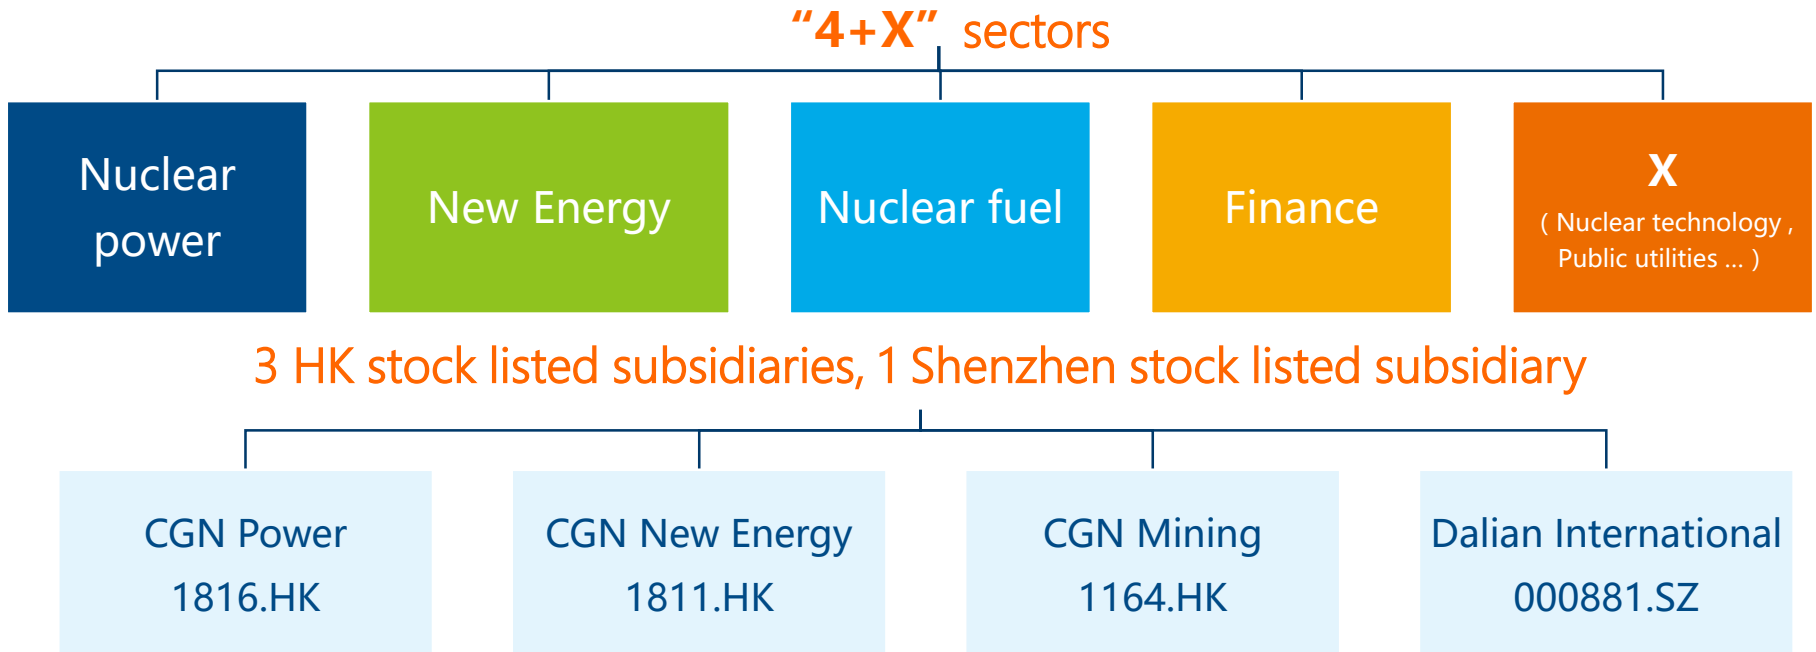 “4+X” sectors
Nuclear
power
New Energy
Nuclear fuel
Finance
X
( Nuclear technology ,
Public utilities ... )
3 HK stock listed subsidiaries, 1 Shenzhen stock listed subsidiary
CGN Power
1816.HK
CGN New Energy
1811.HK
CGN Mining
1164.HK
Dalian International
000881.SZ